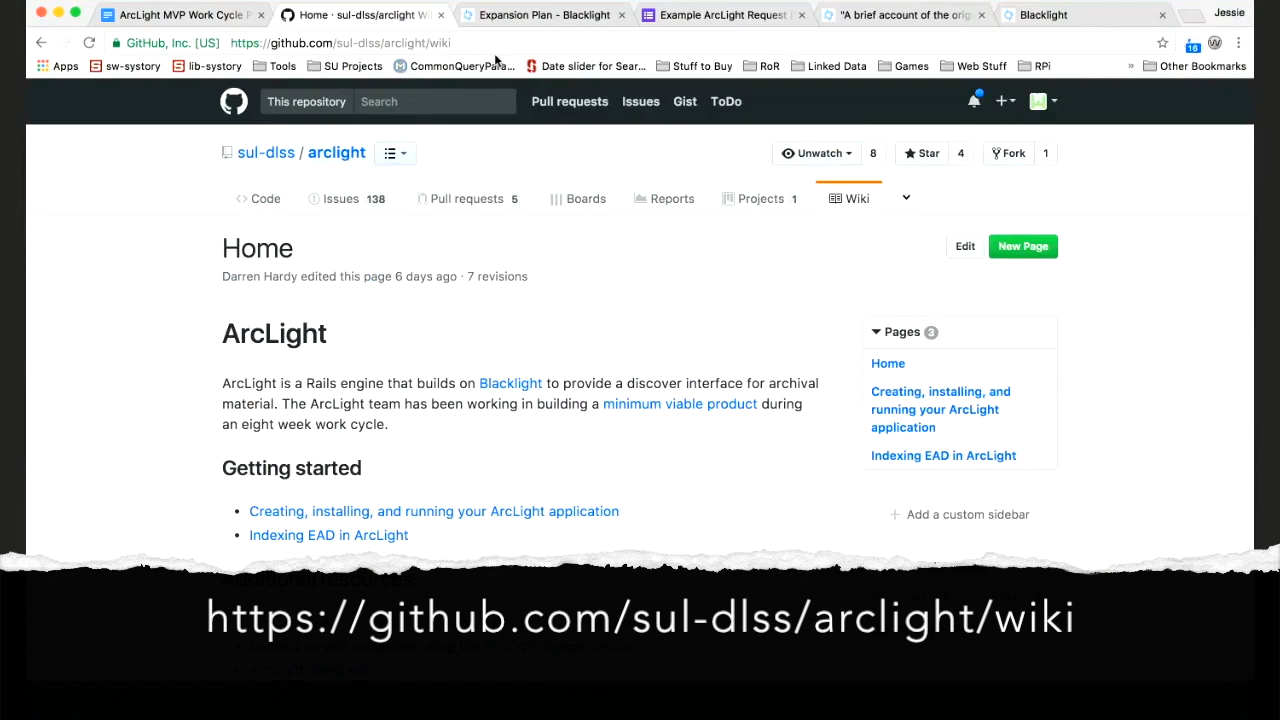 ArcLight MVP Work Cycle P
Home · sul-dlss/arclight Wi
Expansion Plan - Blacklight
Example ArcLight Request
"A brief account of the orig
Blacklight
Jessie
GitHub, Inc. [US]
https://github.com/sul-dlss/arclight/wiki
16
Apps
sw-systory
lib-systory
Tools
SU Projects
CommonQueryPara...
Date slider for Sear...
Stuff to Buy
RoR
Linked Data
Games
Web Stuff
RPi
»
Other Bookmarks
This repository
Search
Pull requests
Issues
Gist
ToDo
sul-dlss / arclight
Unwatch
8
Star
4
Fork
1
Code
Issues 138
Pull requests 5
Boards
Reports
Projects 1
Wiki
Home
Edit
New Page
Darren Hardy edited this page 6 days ago · 7 revisions
ArcLight
ArcLight is a Rails engine that builds on Blacklight to provide a discover interface for archival
material. The ArcLight team has been working in building a minimum viable product during
an eight week work cycle.
Getting started
• Creating, installing, and running your ArcLight application
• Indexing EAD in ArcLight
Pages 3
Home
Creating, installing, and
running your ArcLight
application
Indexing EAD in ArcLight
+ Add a custom sidebar
Additional resources
https://github.com/sul-dlss/arclight/wiki